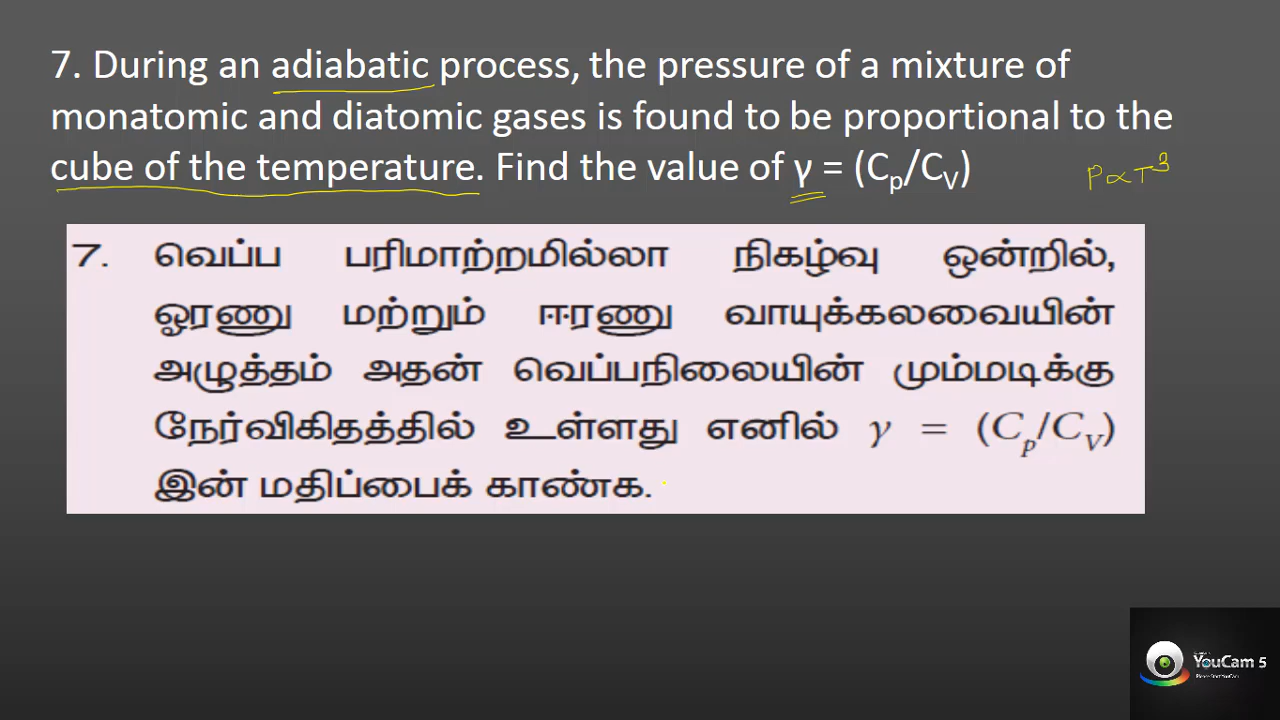 7. During an adiabatic process, the pressure of a mixture of
monatomic and diatomic gases is found to be proportional to the
cube of the temperature. Find the value of γ = (Cp/CV)
P∝T³
7. வெப்ப பரிமாற்றமில்லா நிகழ்வு ஒன்றில்,
ஓரணு மற்றும் ஈரணு வாயுக்கலவையின்
அழுத்தம் அதன் வெப்பநிலையின் மும்மடிக்கு
நேர்விகிதத்தில் உள்ளது எனில் γ = (Cp/CV)
இன் மதிப்பைக் காண்க.
YouCam 5